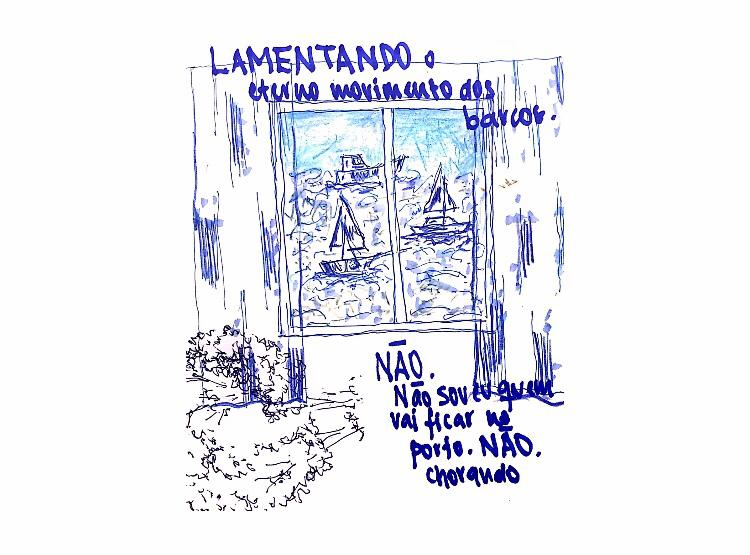 LAMENTANDO o
eterno movimento dos
barcos.
NÃO.
Não sou eu quem
vai ficar no
porto. NÃO.
chorando